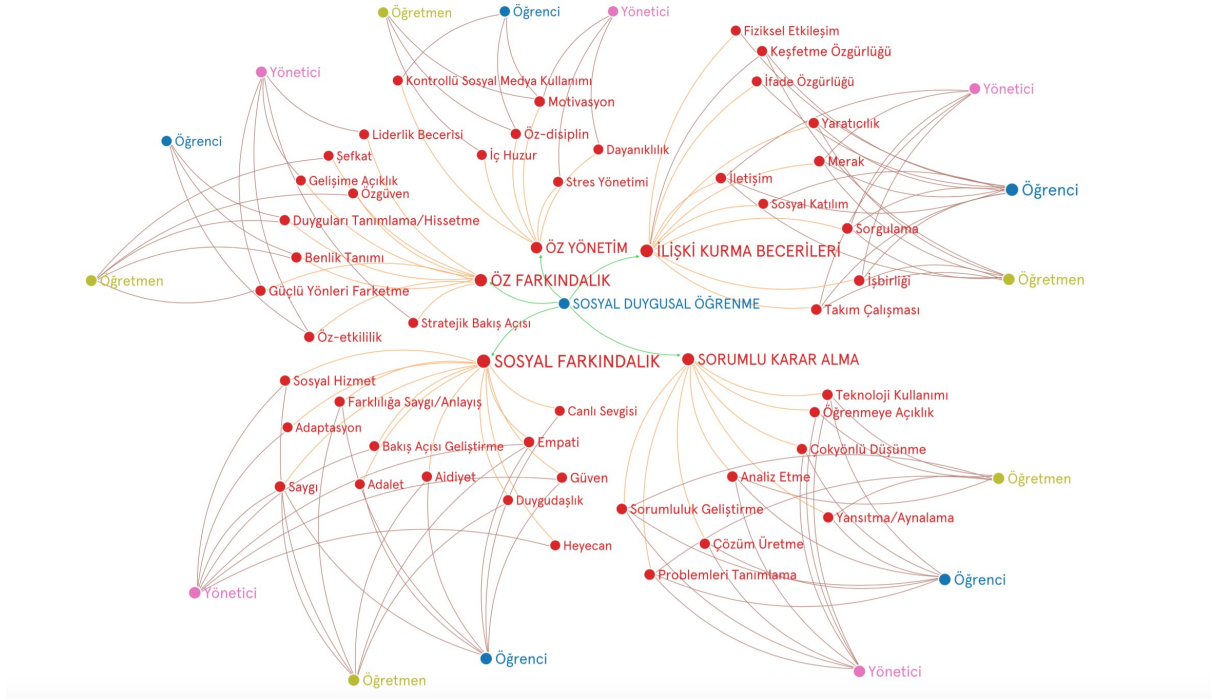 Öğretmen
Öğrenci
Yönetici
Kontrollü Sosyal Medya Kullanımı
Motivasyon
Öz-disiplin
Dayanıklılık
İç Huzur
Stres Yönetimi
ÖZ YÖNETİM
Fiziksel Etkileşim
Keşfetme Özgürlüğü
İfade Özgürlüğü
Yönetici
Yaratıcılık
Merak
İletişim
Öğrenci
Sosyal Katılım
Sorgulama
İLİŞKİ KURMA BECERİLERİ
İşbirliği
Öğretmen
Takım Çalışması
Yönetici
Öğrenci
Liderlik Becerisi
Şefkat
Gelişime Açıklık
Özgüven
Duyguları Tanımlama/Hissetme
Benlik Tanımı
Öğretmen
Güçlü Yönleri Farketme
ÖZ FARKINDALIK
Stratejik Bakış Açısı
Öz-etkililik
SOSYAL DUYGUSAL ÖĞRENME
SOSYAL FARKINDALIK
Sosyal Hizmet
Farklılığa Saygı/Anlayış
Canlı Sevgisi
Adaptasyon
Bakış Açısı Geliştirme
Empati
Saygı
Adalet
Aidiyet
Güven
Duygudaşlık
Heyecan
Yönetici
Öğrenci
Öğretmen
SORUMLU KARAR ALMA
Teknoloji Kullanımı
Öğrenmeye Açıklık
Çokyönlü Düşünme
Analiz Etme
Öğretmen
Sorumluluk Geliştirme
Yansıtma/Aynalama
Çözüm Üretme
Problemleri Tanımlama
Öğrenci
Yönetici